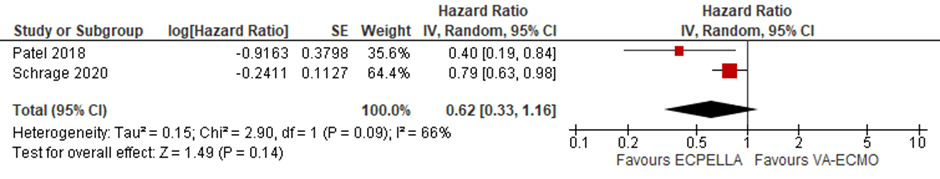 Hazard Ratio Hazard Ratio
Study or Subgroup log[Hazard Ratio] SE Weight IV, Random, 95% CI IV, Random, 95% CI
Patel 2018 -0.9163 0.3798 35.6% 0.40 [0.19, 0.84]
Schrage 2020 -0.2411 0.1127 64.4% 0.79 [0.63, 0.98]
Total (95% CI) 100.0% 0.62 [0.33, 1.16]
Heterogeneity: Tau² = 0.15; Chi² = 2.90, df = 1 (P = 0.09); I² = 66%
Test for overall effect: Z = 1.49 (P = 0.14)
0.1 0.2 0.5 1 2 5 10
Favours ECPELLA Favours VA-ECMO